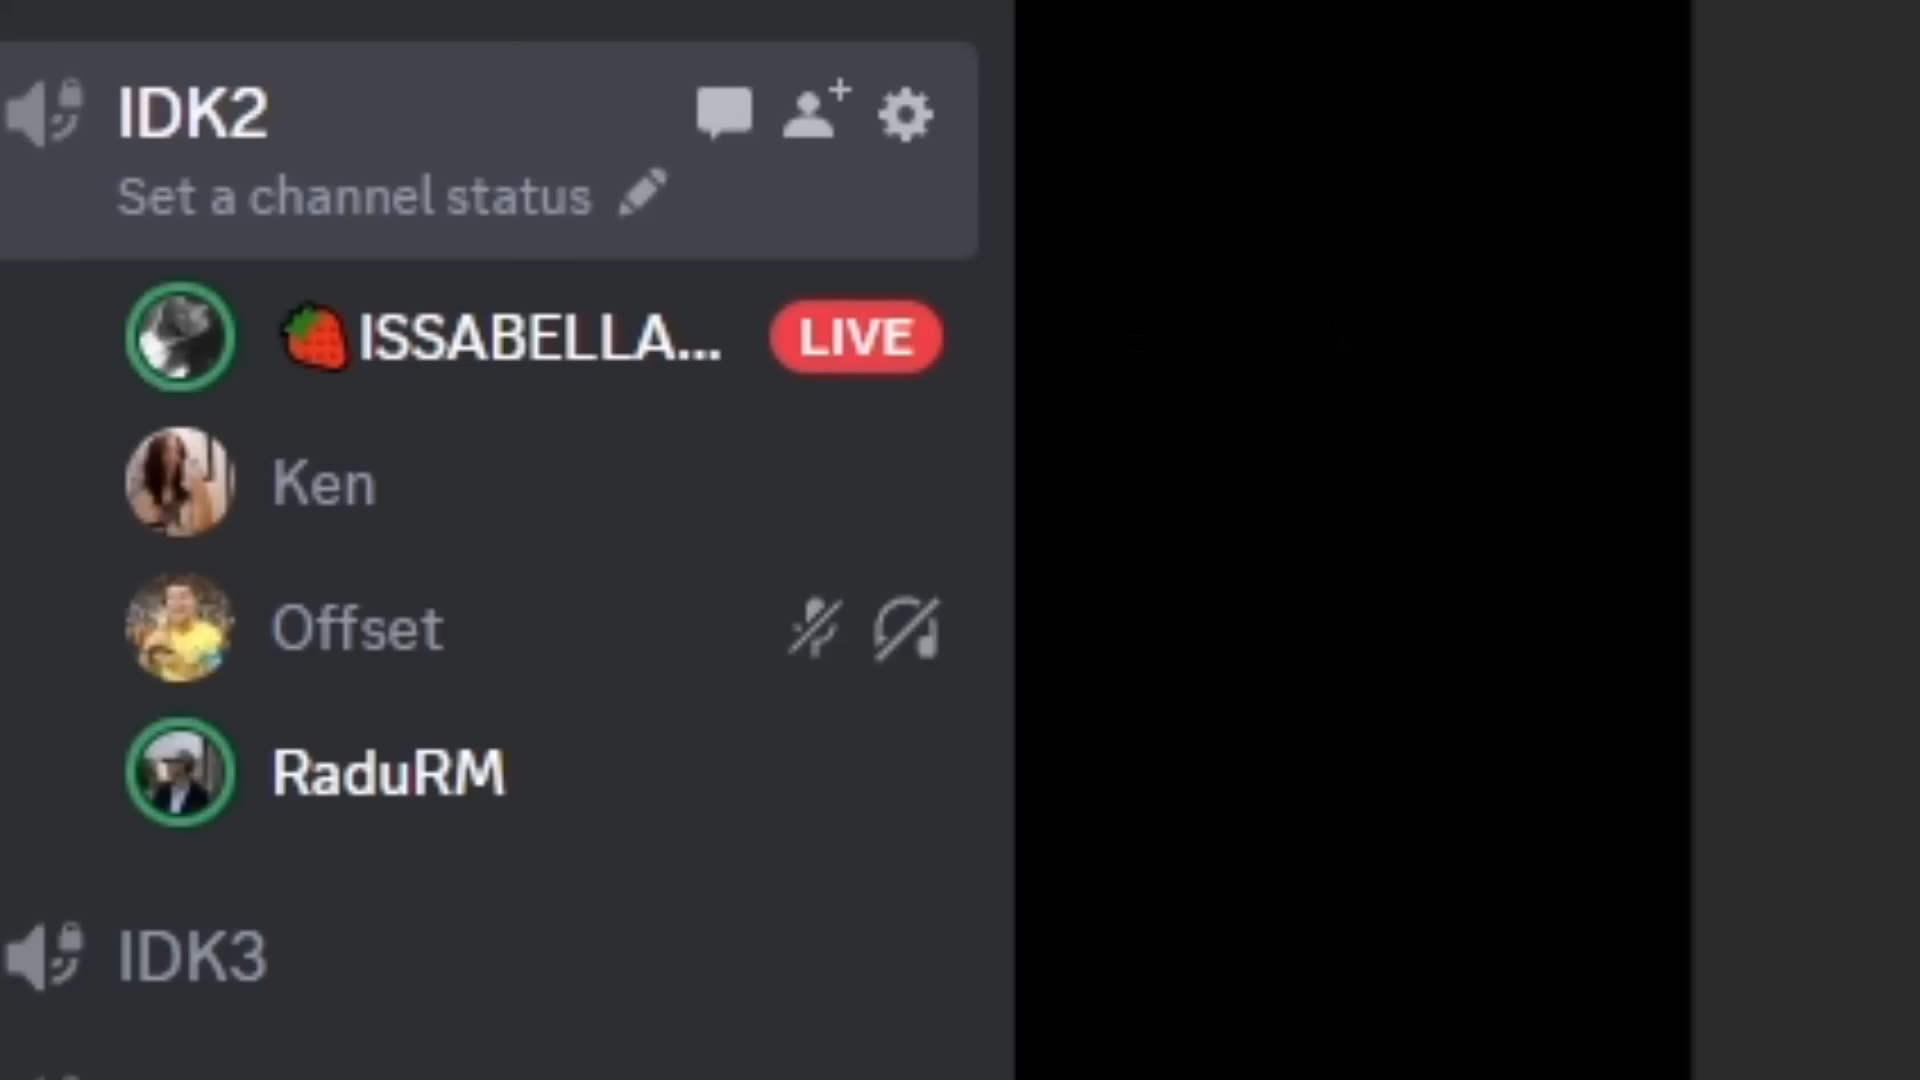 IDK2
Set a channel status
🍓ISSABELLA... LIVE
Ken
Offset
RaduRM
IDK3